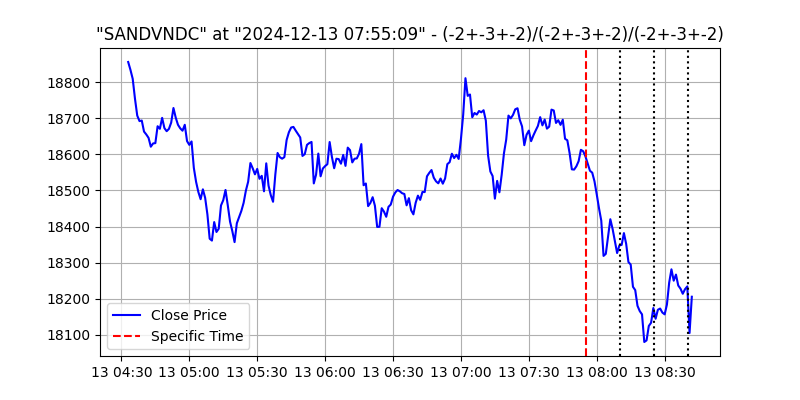 "SANDVNDC" at "2024-12-13 07:55:09" - (-2+-3+-2)/(-2+-3+-2)/(-2+-3+-2)
18800
18700
18600
18500
18400
18300
18200
18100
Close Price
Specific Time
13 04:30 13 05:00 13 05:30 13 06:00 13 06:30 13 07:00 13 07:30 13 08:00 13 08:30